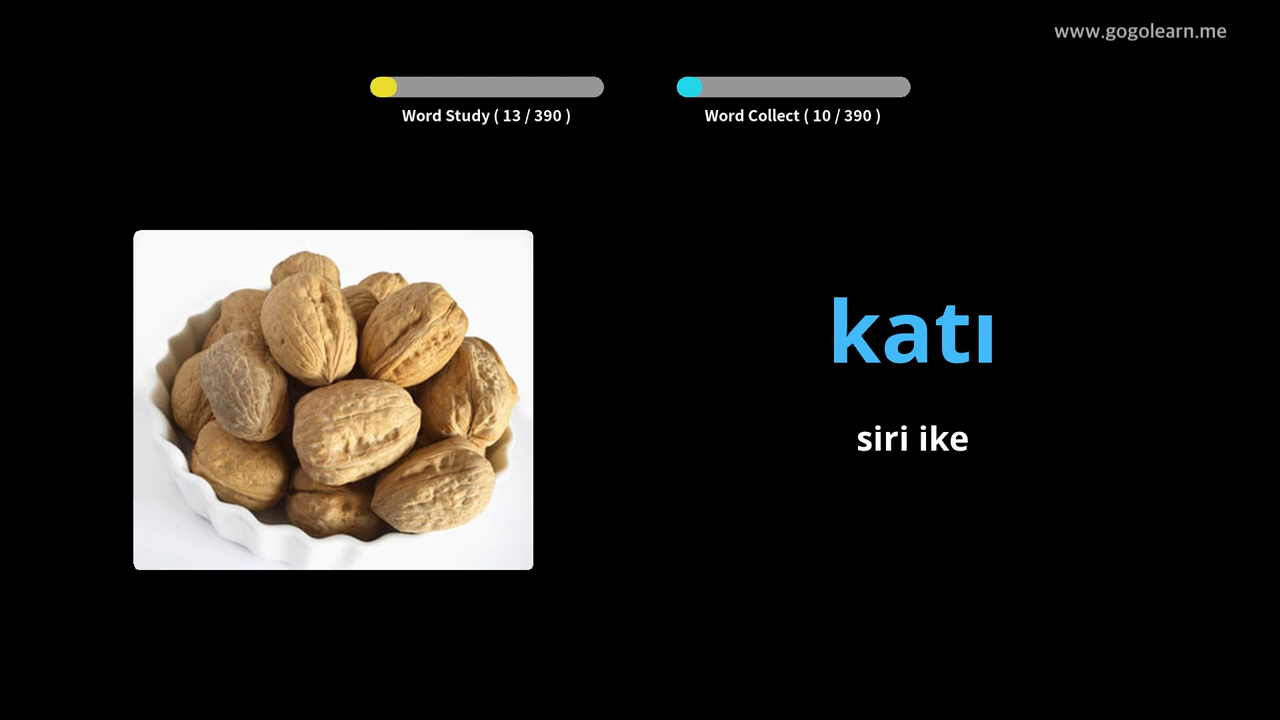 www.gogolearn.me
Word Study ( 13 / 390 )
Word Collect ( 10 / 390 )
katı
siri ike